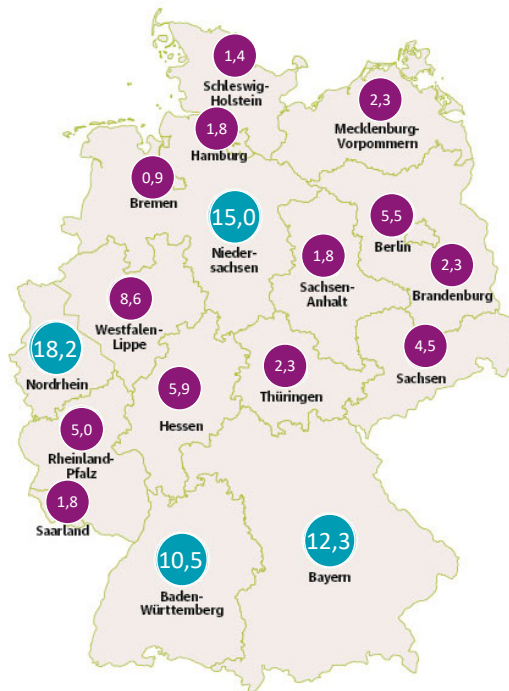 1,4
Schleswig-
Holstein
2,3
Mecklenburg-
Vorpommern
1,8
Hamburg
0,9
Bremen
15,0
Nieder-
sachsen
5,5
Berlin
1,8
Sachsen-
Anhalt
2,3
Brandenburg
8,6
Westfalen-
Lippe
18,2
Nordrhein
5,9
Hessen
2,3
Thüringen
4,5
Sachsen
5,0
Rheinland-
Pfalz
1,8
Saarland
10,5
Baden-
Württemberg
12,3
Bayern